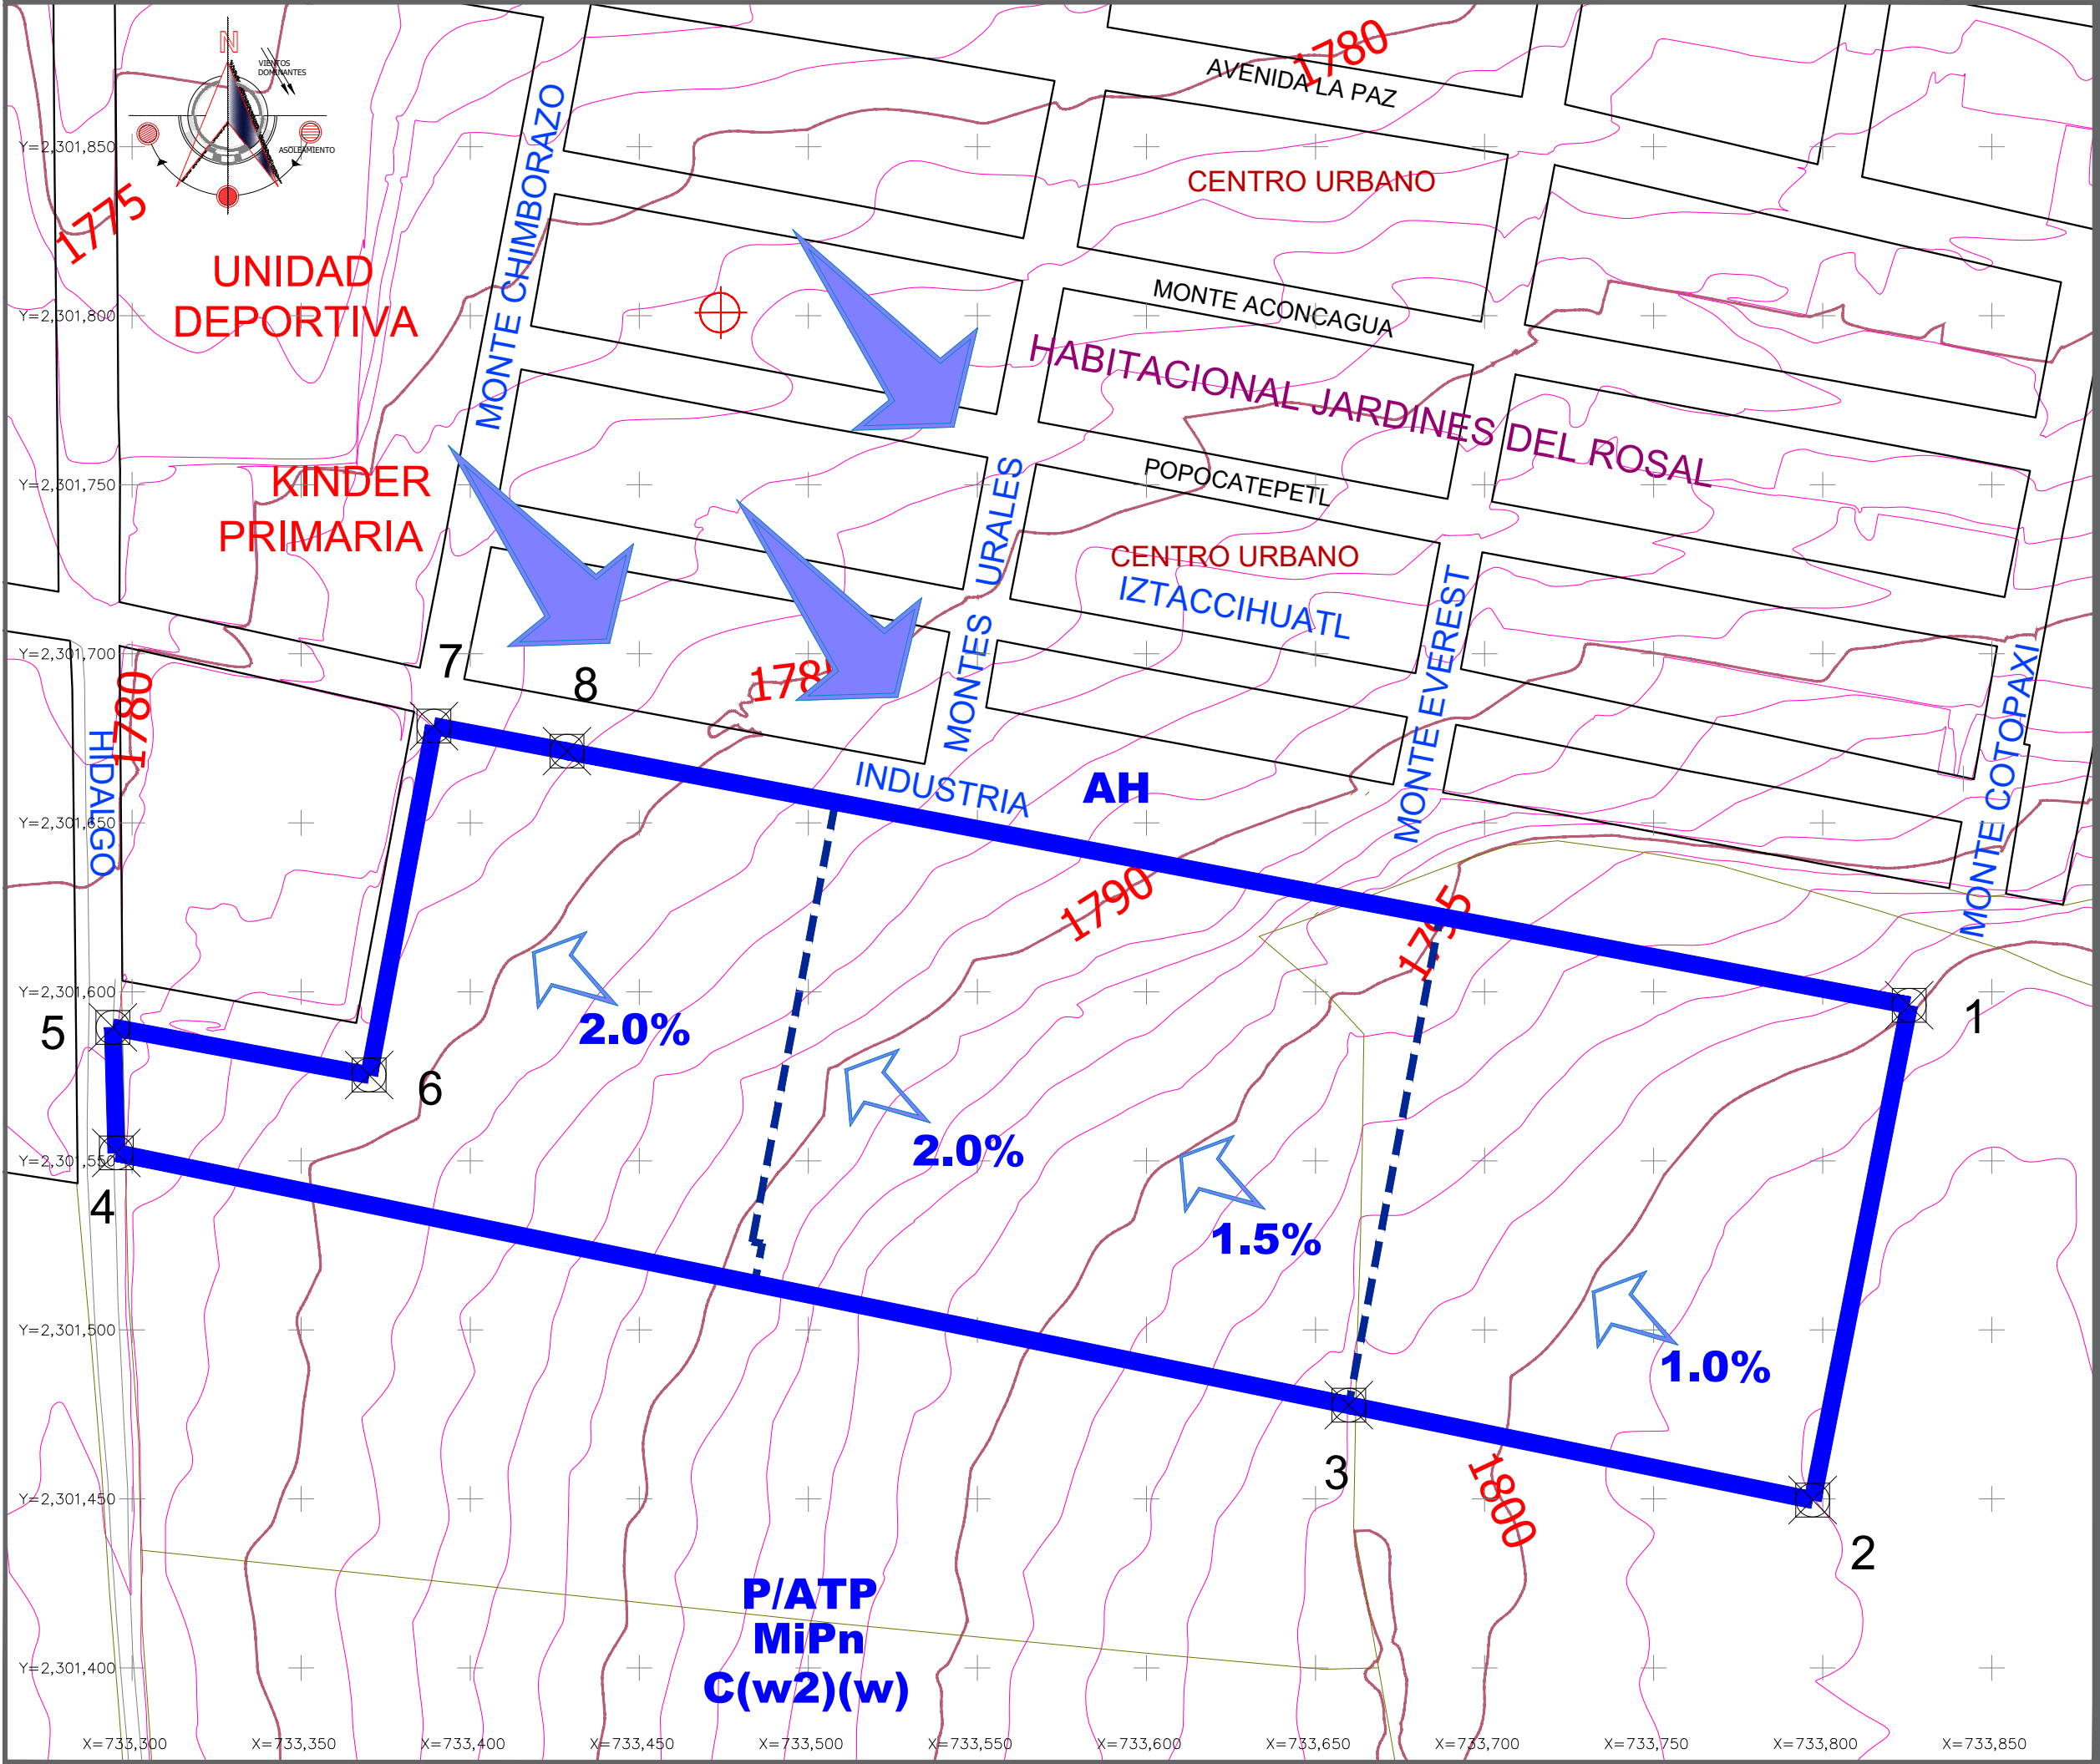 N
VIENTOS
DOMINANTES
ASOLEAMIENTO
1780
AVENIDA LA PAZ
Y=2,301,850
1775
CENTRO URBANO
MONTE CHIMBORAZO
UNIDAD
DEPORTIVA
Y=2,301,800
MONTE ACONCAGUA
HABITACIONAL JARDINES DEL ROSAL
KINDER
PRIMARIA
Y=2,301,750
POPOCATEPETL
CENTRO URBANO
IZTACCIHUATL
MONTES URALES
MONTE EVEREST
MONTE COTOPAXI
Y=2,301,700
7
8
1780
HIDALGO
INDUSTRIA
AH
Y=2,301,650
1790
1795
Y=2,301,600
5
6
1
2.0%
2.0%
Y=2,301,550
4
1.5%
Y=2,301,500
1.0%
3
1800
Y=2,301,450
2
P/ATP
MiPn
C(w2)(w)
Y=2,301,400
X=733,300
X=733,350
X=733,400
X=733,450
X=733,500
X=733,550
X=733,600
X=733,650
X=733,700
X=733,750
X=733,800
X=733,850